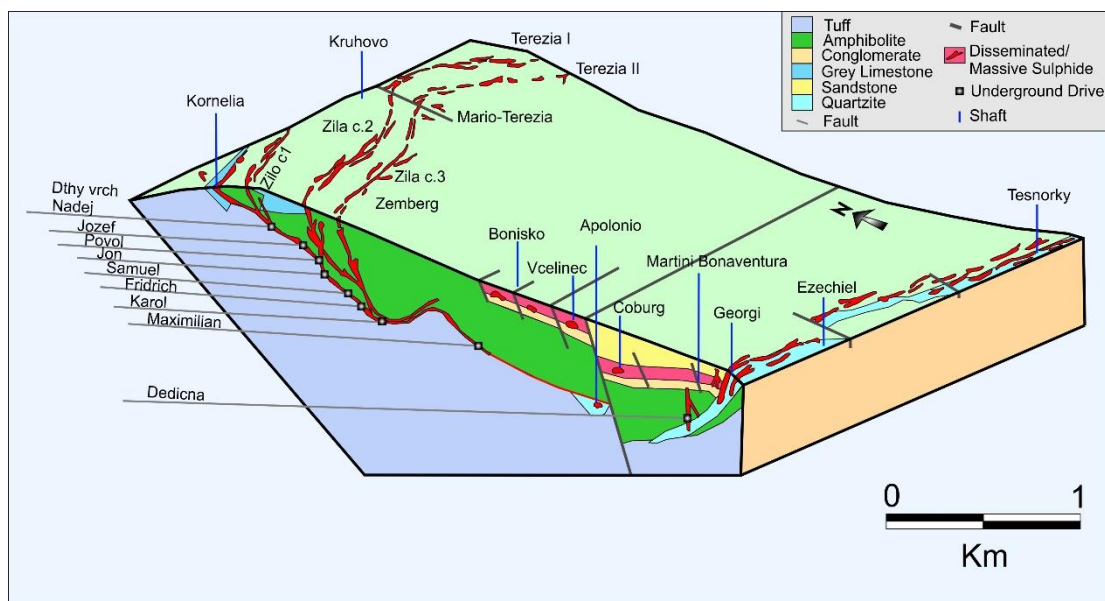 Tuff
Amphibolite
Conglomerate
Grey Limestone
Sandstone
Quartzite
Fault
Fault
Disseminated/
Massive Sulphide
Underground Drive
Shaft
Terezia I
Kruhovo
Terezia II
Kornelia
Mario-Terezia
Zila c.2
Zilo c1
Zila c.3
Zemberg
Dthy vrch
Nadej
Jozef
Povol
Jon
Samuel
Fridrich
Karol
Maximilian
Dedicna
Bonisko
Apolonio
Vcelinec
Martini Bonaventura
Coburg
Georgi
Ezechiel
Tesnorky
N
0 1
Km